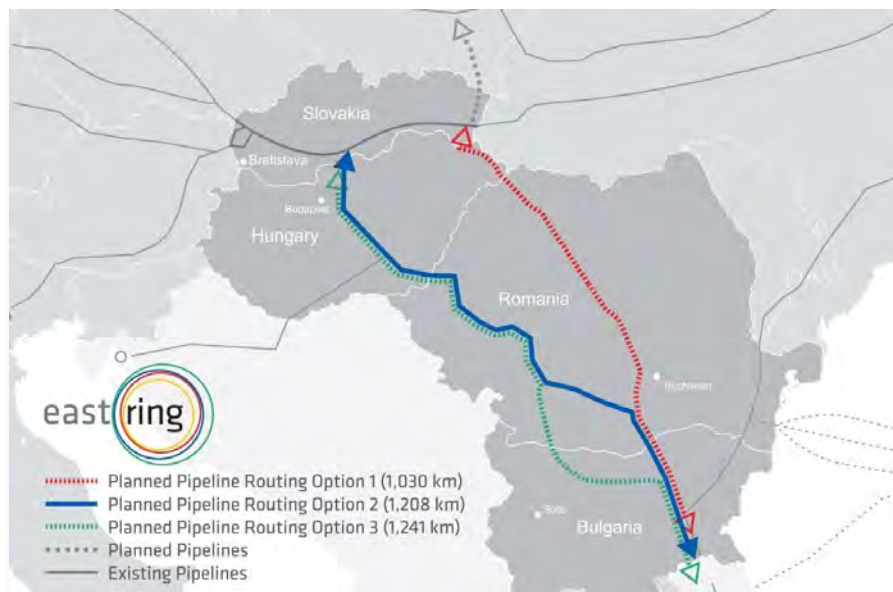 Slovakia
Bratislava
Budapest
Hungary
Romania
Bucharest
eastring
Planned Pipeline Routing Option 1 (1,030 km)
Planned Pipeline Routing Option 2 (1,208 km)
Planned Pipeline Routing Option 3 (1,241 km)
Planned Pipelines
Existing Pipelines
Sofia
Bulgaria